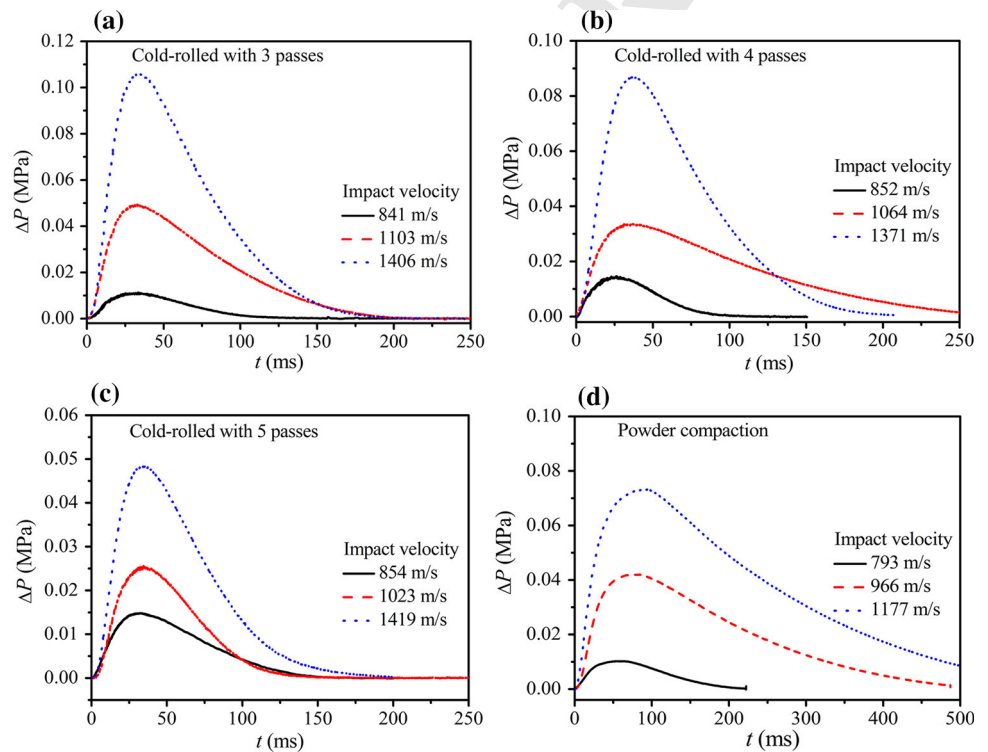 (a)
Cold-rolled with 3 passes
0.12
0.10
0.08
0.06
0.04
0.02
0.00
ΔP (MPa)
Impact velocity
841 m/s
1103 m/s
1406 m/s
0 25 50 75 100 125 150 175 200 225 250
t (ms)
(b)
Cold-rolled with 4 passes
0.10
0.08
0.06
0.04
0.02
0.00
ΔP (MPa)
Impact velocity
852 m/s
1064 m/s
1371 m/s
0 50 100 150 200 250
t (ms)
(c)
Cold-rolled with 5 passes
0.06
0.05
0.04
0.03
0.02
0.01
0.00
ΔP (MPa)
Impact velocity
854 m/s
1023 m/s
1419 m/s
0 50 100 150 200 250
t (ms)
(d)
Powder compaction
0.10
0.08
0.06
0.04
0.02
0.00
ΔP (MPa)
Impact velocity
793 m/s
966 m/s
1177 m/s
0 100 200 300 400 500
t (ms)